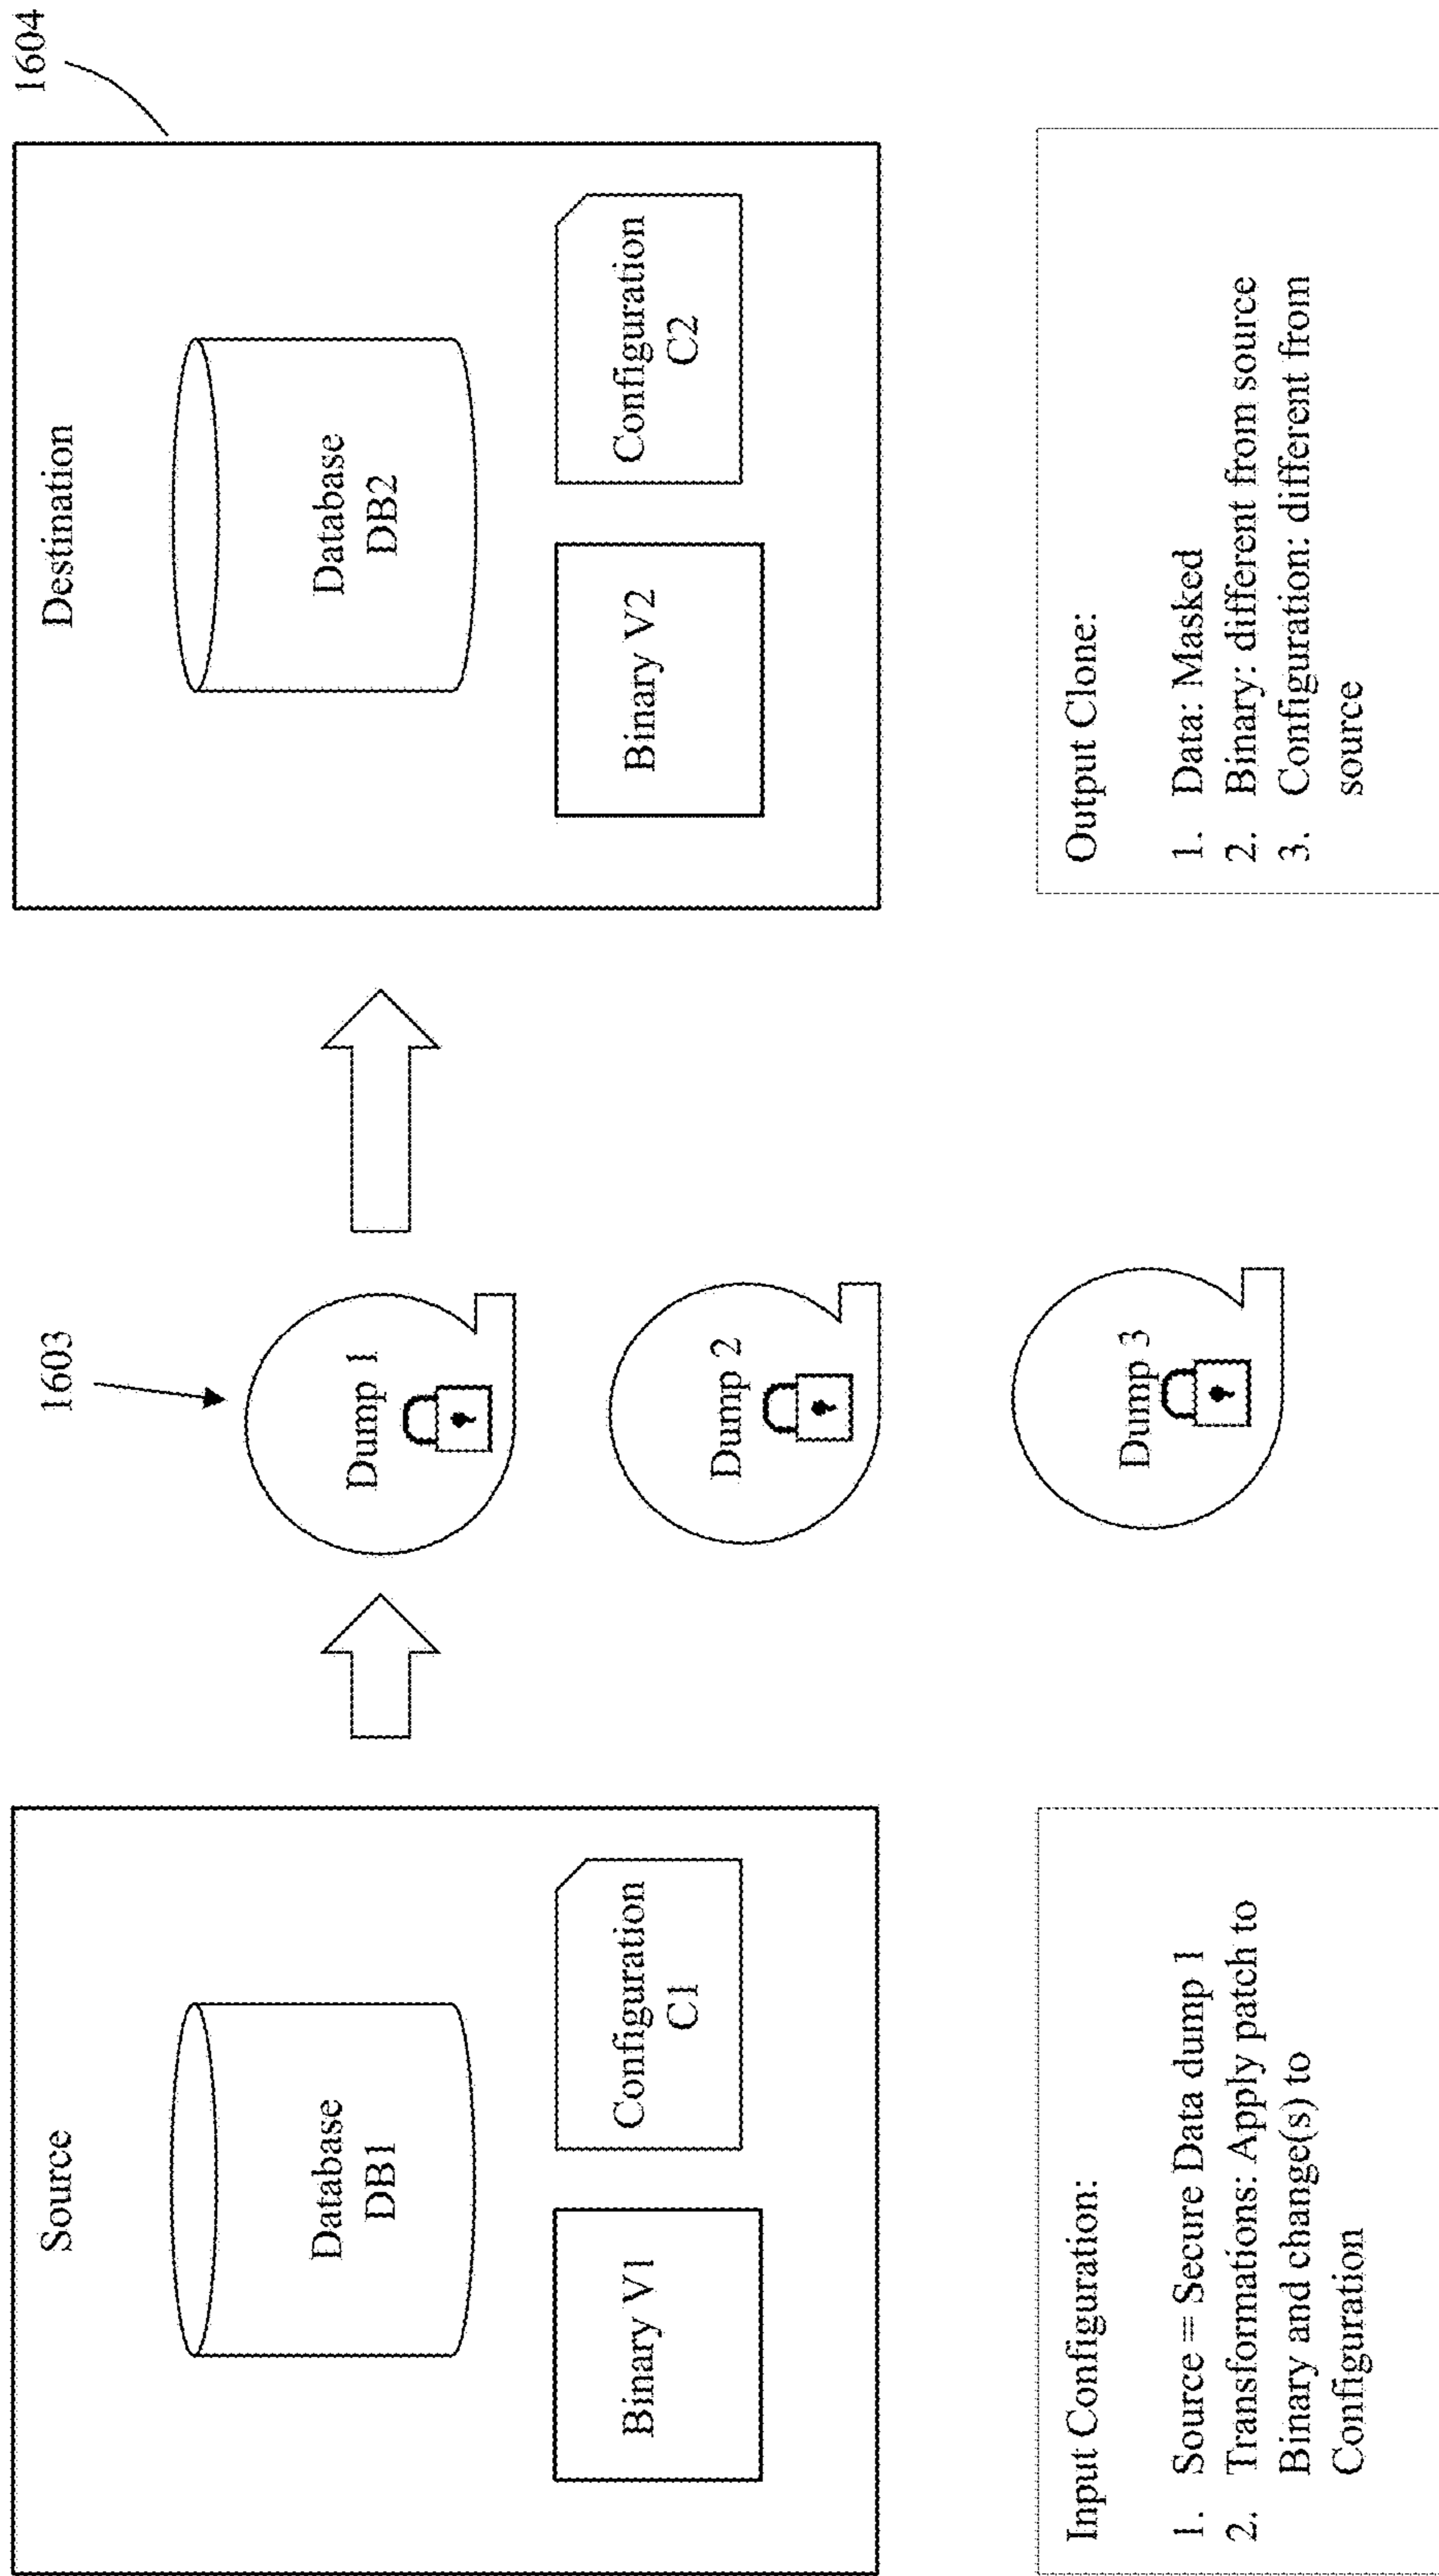 Source
Database
DB1
Binary V1
Configuration
C1
1603
Dump 1
Dump 2
Dump 3
1604
Destination
Database
DB2
Binary V2
Configuration
C2
Input Configuration:
1. Source = Secure Data dump 1
2. Transformations: Apply patch to
Binary and change(s) to
Configuration
Output Clone:
1. Data: Masked
2. Binary: different from source
3. Configuration: different from
source